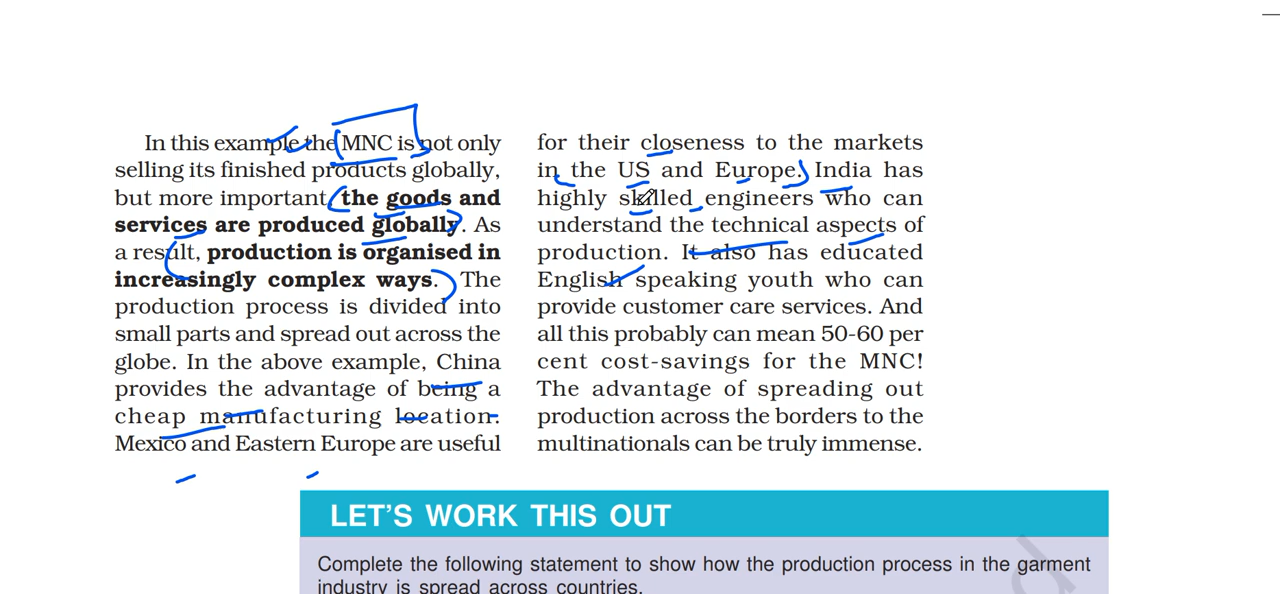 In this example the MNC is not only
selling its finished products globally,
but more important, the goods and
services are produced globally. As
a result, production is organised in
increasingly complex ways. The
production process is divided into
small parts and spread out across the
globe. In the above example, China
provides the advantage of being a
cheap manufacturing location.
Mexico and Eastern Europe are useful
for their closeness to the markets
in the US and Europe. India has
highly skilled engineers who can
understand the technical aspects of
production. It also has educated
English speaking youth who can
provide customer care services. And
all this probably can mean 50-60 per
cent cost-savings for the MNC!
The advantage of spreading out
production across the borders to the
multinationals can be truly immense.
LET'S WORK THIS OUT
Complete the following statement to show how the production process in the garment
industry is spread across countries.